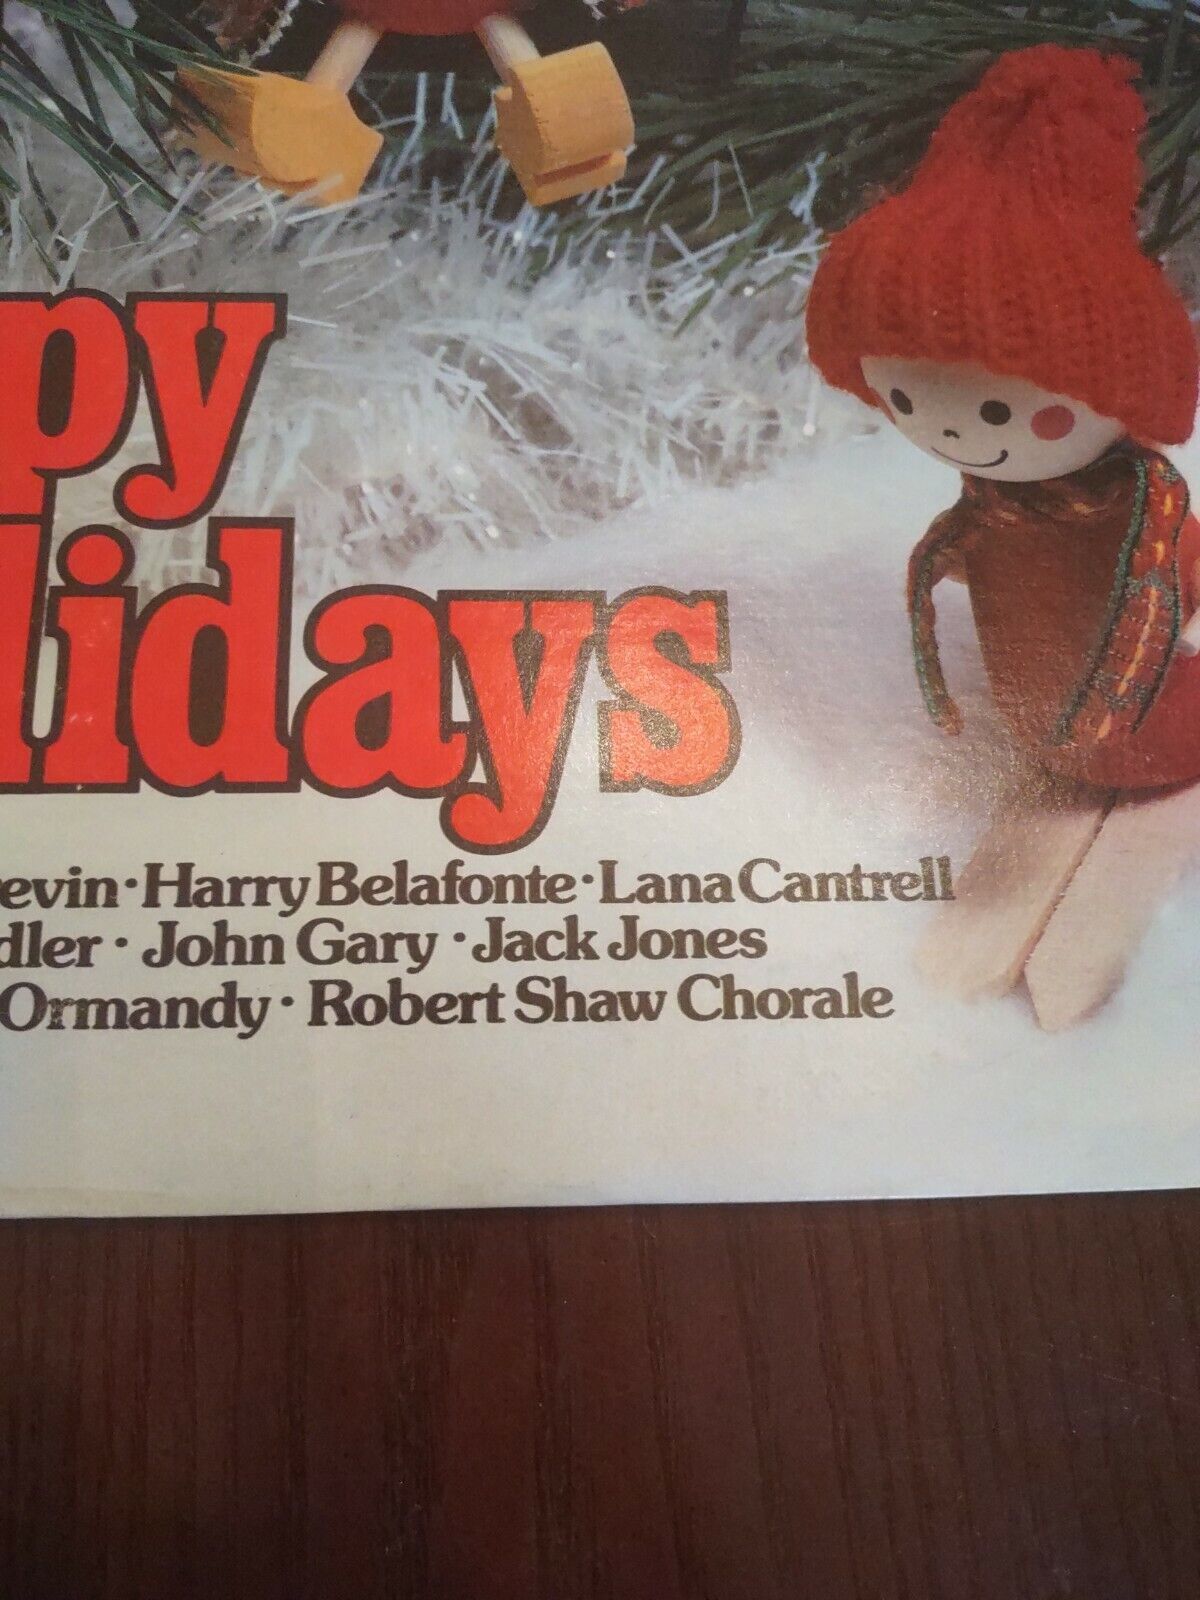 py
lidays
evin · Harry Belafonte · Lana Cantrell
dler · John Gary · Jack Jones
Ormandy · Robert Shaw Chorale